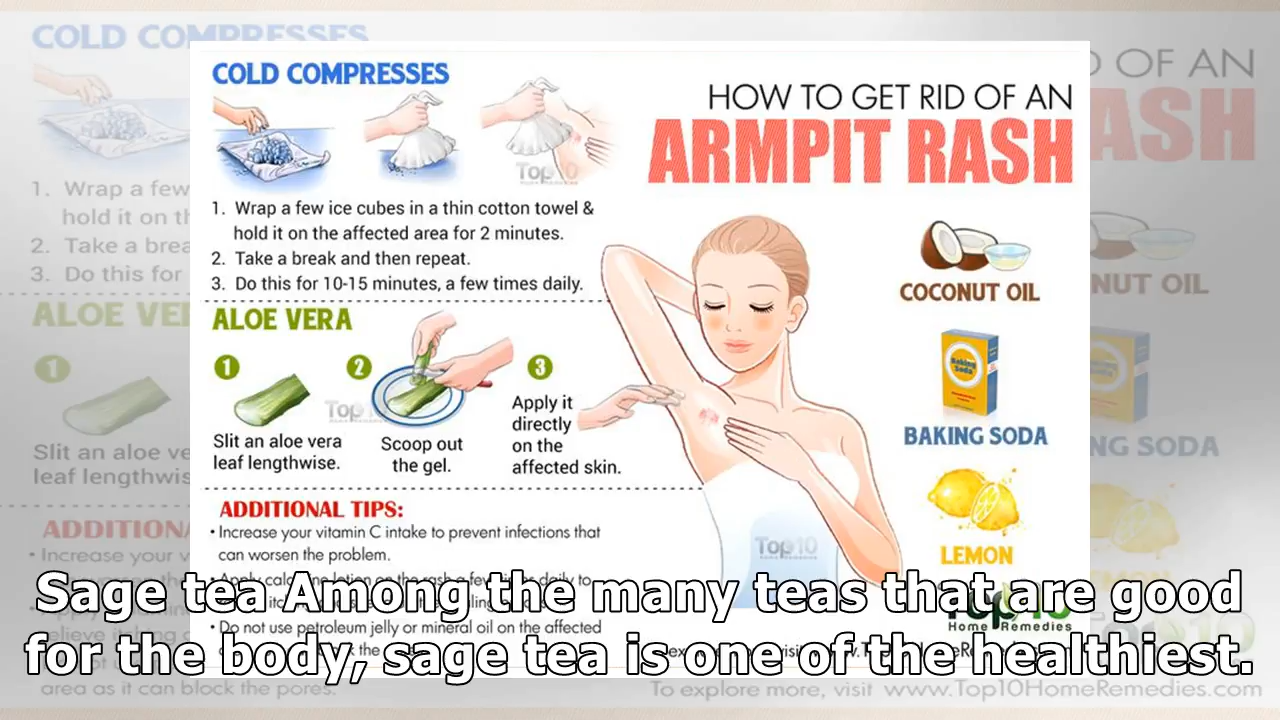 COLD COMPRESSES
1. Wrap a few ice cubes in a thin cotton towel &
hold it on the affected area for 2 minutes.
2. Take a break and then repeat.
3. Do this for 10-15 minutes, a few times daily.
ALOE VERA
1
Slit an aloe vera
leaf lengthwise.
2
Scoop out
the gel.
3
Apply it
directly
on the
affected skin.
ADDITIONAL TIPS:
• Increase your vitamin C intake to prevent infections that
can worsen the problem.
• Do not use petroleum jelly or mineral oil on the affected
area as it can block the pores.
HOW TO GET RID OF AN
ARMPIT RASH
COCONUT OIL
Baking
Soda
BAKING SODA
LEMON
Top10
Home Remedies
To explore more, visit www.Top10HomeRemedies.com
Sage tea Among the many teas that are good
for the body, sage tea is one of the healthiest.